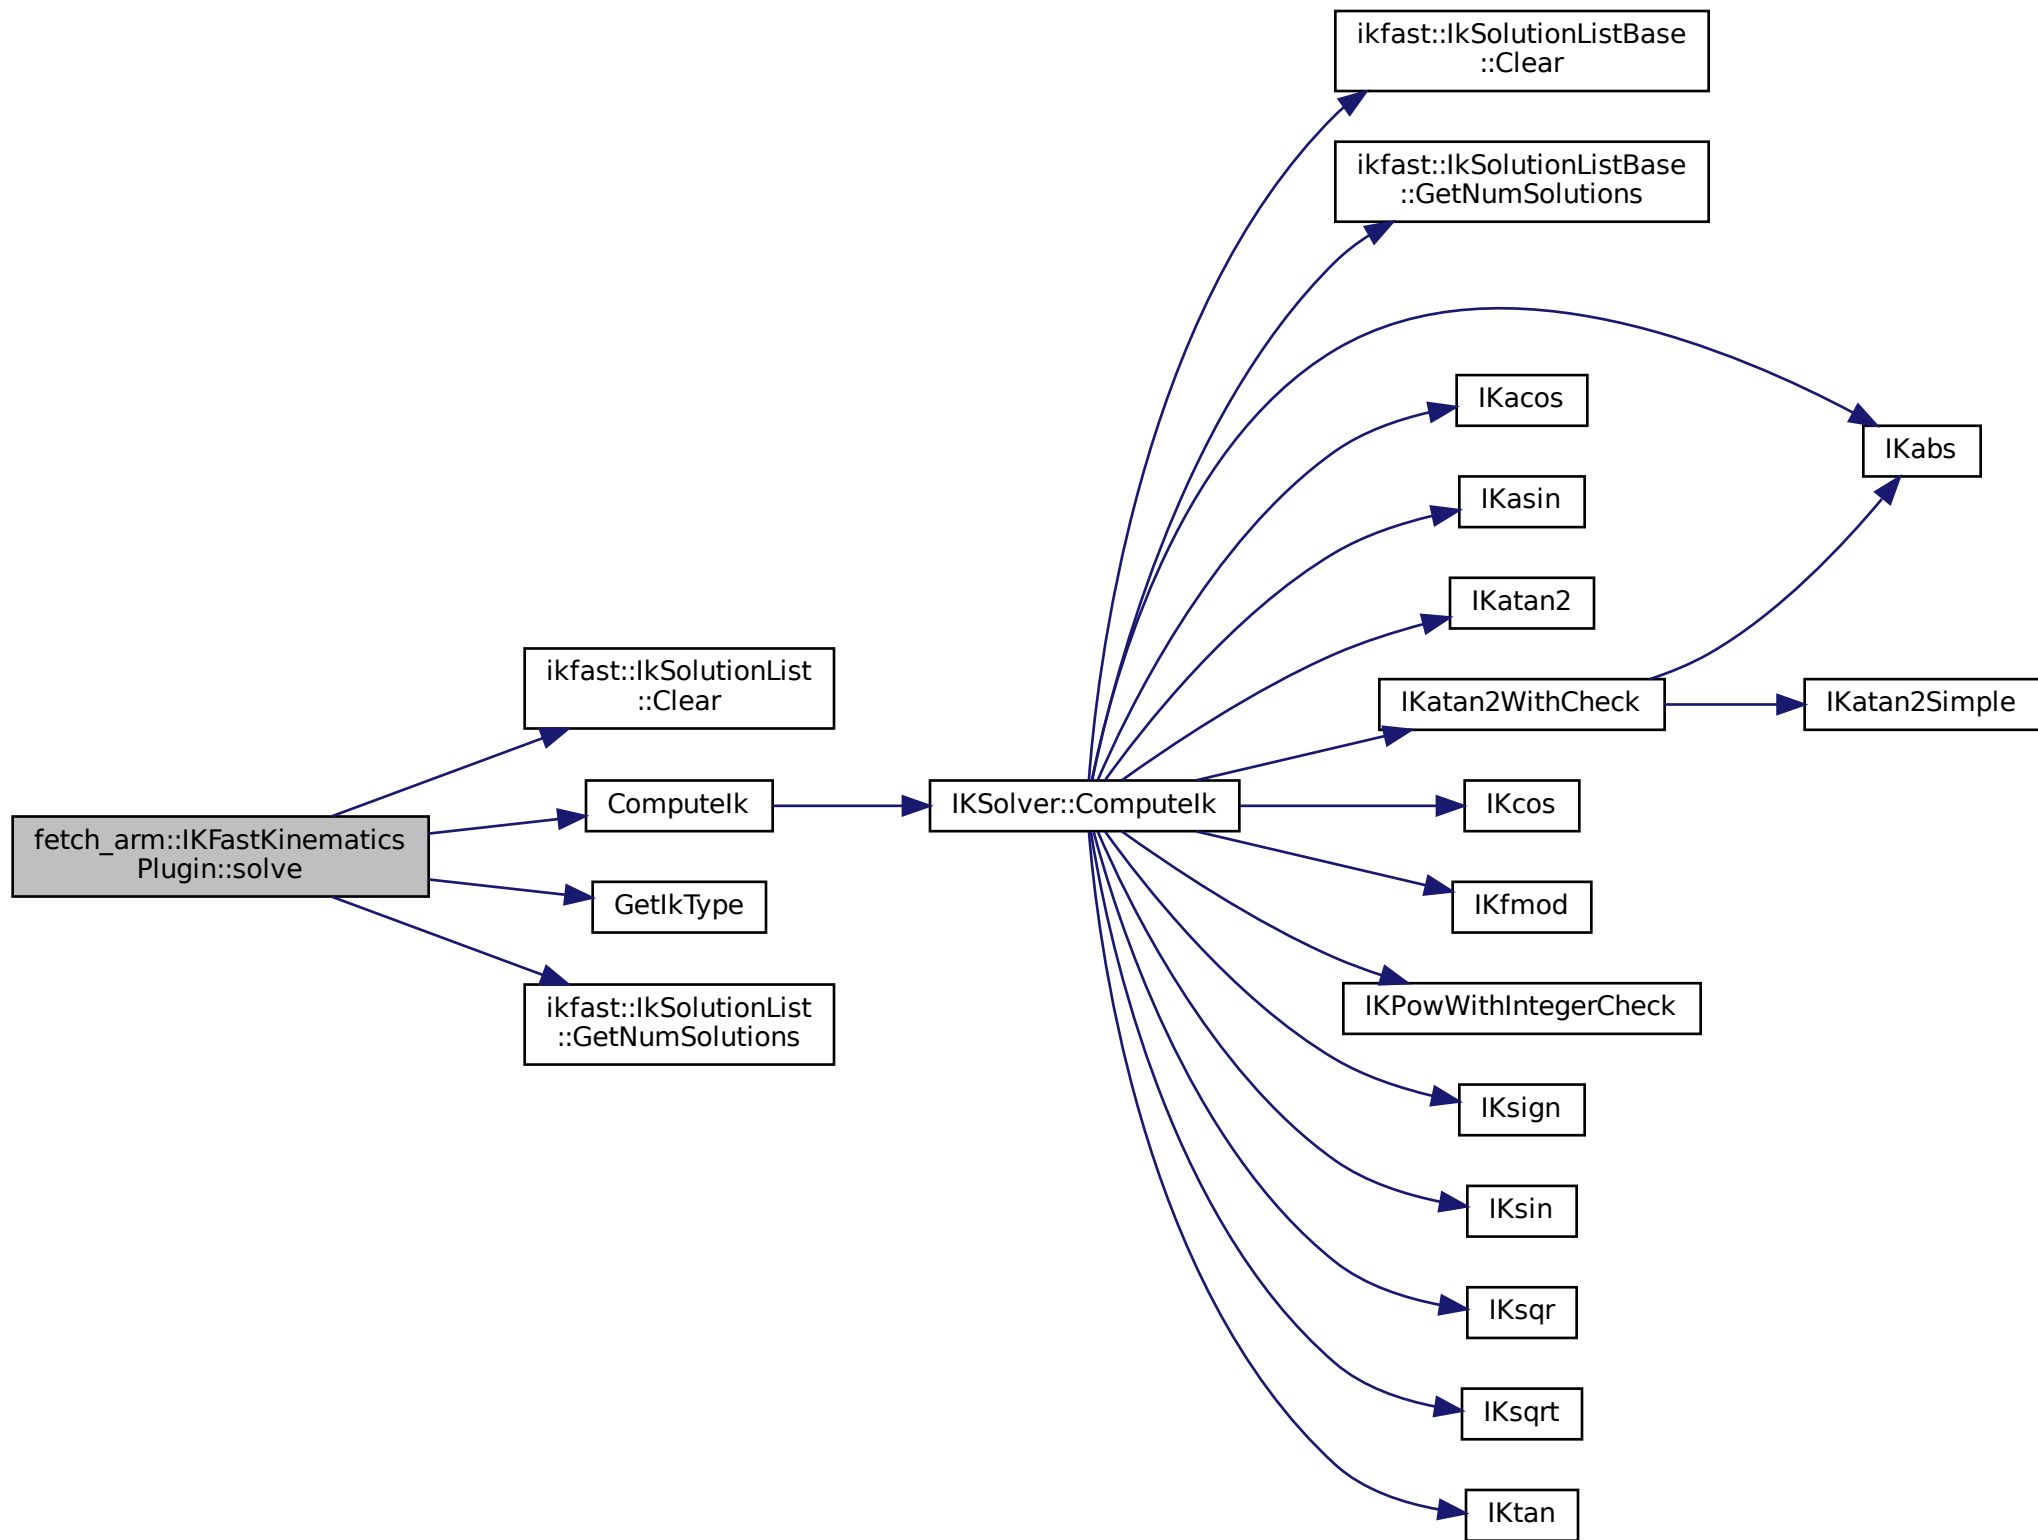 ikfast::IkSolutionListBase
::Clear
ikfast::IkSolutionListBase
::GetNumSolutions
IKacos
IKabs
IKasin
IKatan2
ikfast::IkSolutionList
::Clear
IKatan2WithCheck
IKatan2Simple
fetch_arm::IKFastKinematics
Plugin::solve
ComputeIk
IKSolver::ComputeIk
IKcos
GetIkType
IKfmod
ikfast::IkSolutionList
::GetNumSolutions
IKPowWithIntegerCheck
IKsign
IKsin
IKsqr
IKsqrt
IKtan